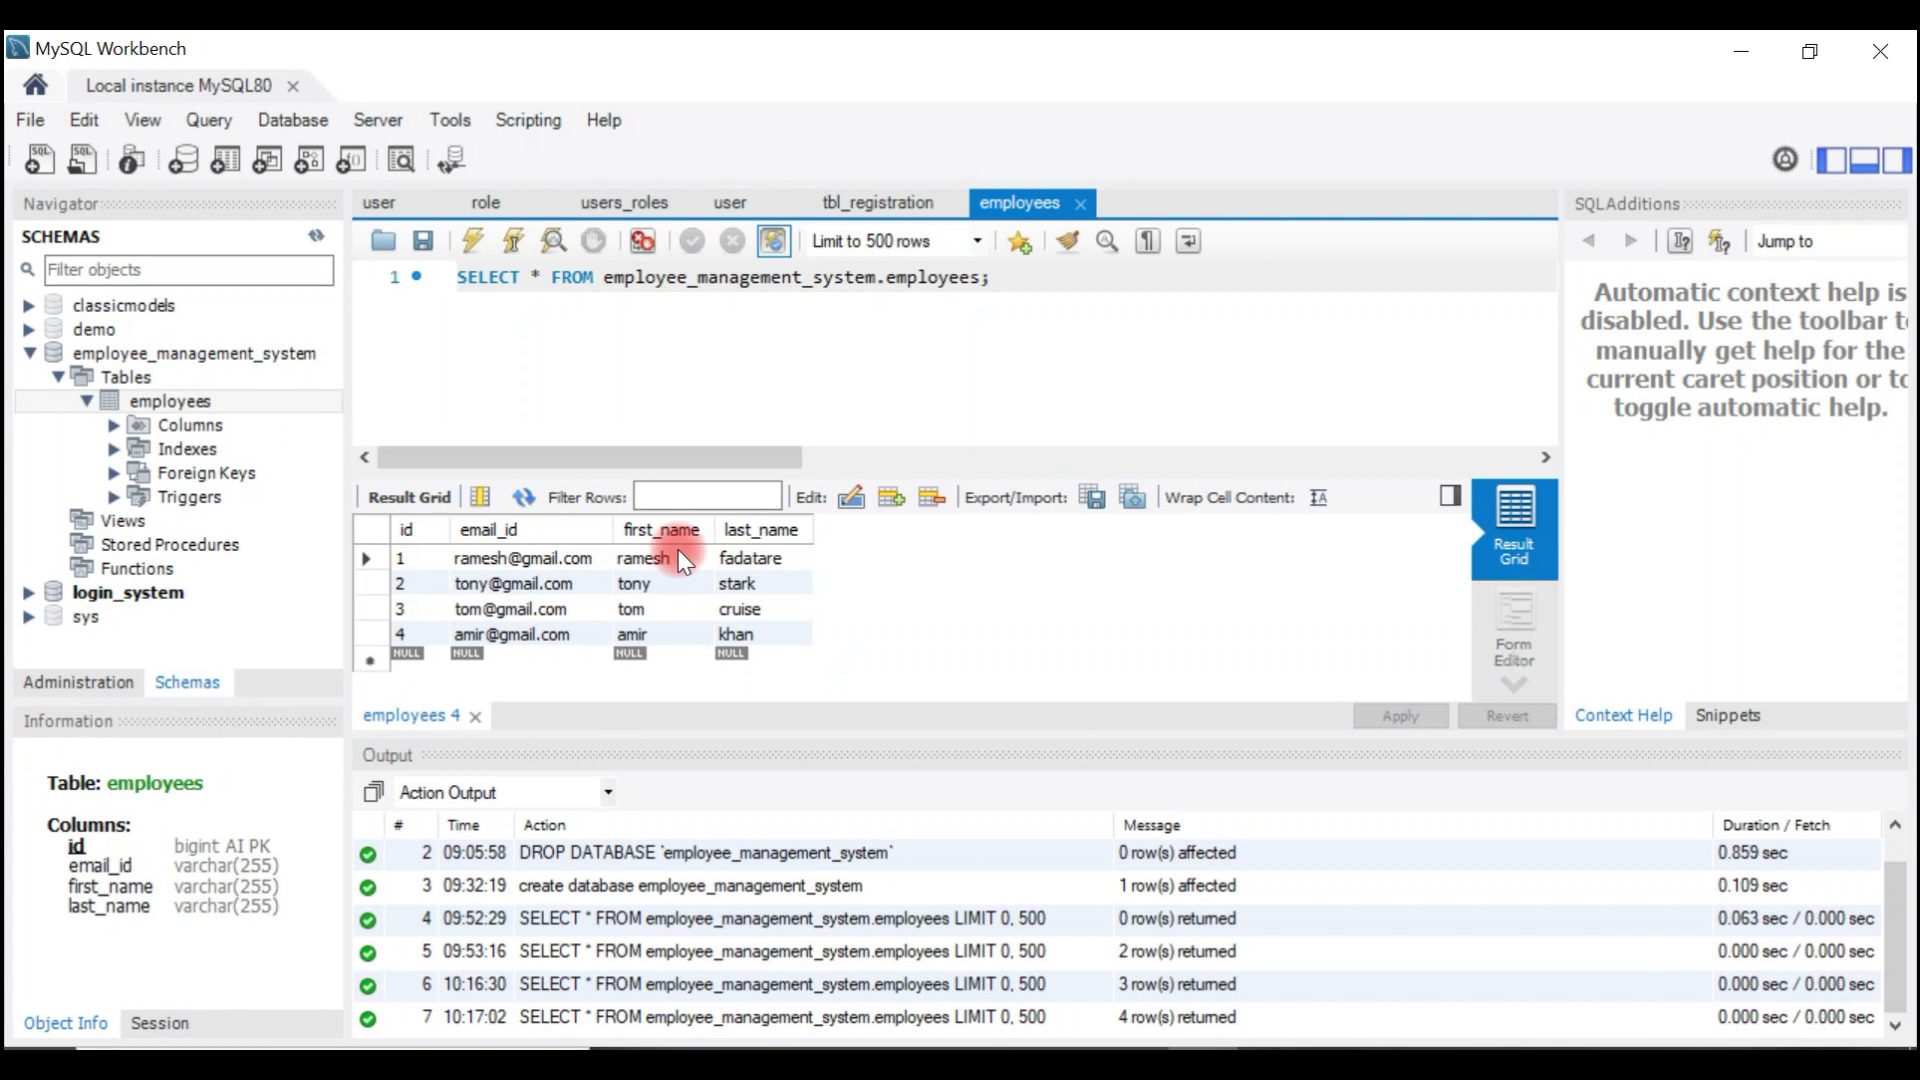 MySQL Workbench
Local instance MySQL80
File Edit View Query Database Server Tools Scripting Help
Navigator
SCHEMAS
Filter objects
classicmodels
demo
employee_management_system
Tables
employees
Columns
Indexes
Foreign Keys
Triggers
Views
Stored Procedures
Functions
login_system
sys
Administration Schemas
Information
Table: employees
Columns:
id bigint AI PK
email_id varchar(255)
first_name varchar(255)
last_name varchar(255)
Object Info Session
user role users_roles user tbl_registration employees
Limit to 500 rows
1 SELECT * FROM employee_management_system.employees;
Result Grid Filter Rows: Edit: Export/Import: Wrap Cell Content:
id email_id first_name last_name
1 ramesh@gmail.com ramesh fadatare
2 tony@gmail.com tony stark
3 tom@gmail.com tom cruise
4 amir@gmail.com amir khan
NULL NULL NULL NULL
Result
Grid
Form
Editor
employees 4 Apply Revert
SQLAdditions
Jump to
Automatic context help is
disabled. Use the toolbar t
manually get help for the
current caret position or to
toggle automatic help.
Context Help Snippets
Output
Action Output
# Time Action Message Duration / Fetch
2 09:05:58 DROP DATABASE `employee_management_system` 0 row(s) affected 0.859 sec
3 09:32:19 create database employee_management_system 1 row(s) affected 0.109 sec
4 09:52:29 SELECT * FROM employee_management_system.employees LIMIT 0, 500 0 row(s) returned 0.063 sec / 0.000 sec
5 09:53:16 SELECT * FROM employee_management_system.employees LIMIT 0, 500 2 row(s) returned 0.000 sec / 0.000 sec
6 10:16:30 SELECT * FROM employee_management_system.employees LIMIT 0, 500 3 row(s) returned 0.000 sec / 0.000 sec
7 10:17:02 SELECT * FROM employee_management_system.employees LIMIT 0, 500 4 row(s) returned 0.000 sec / 0.000 sec